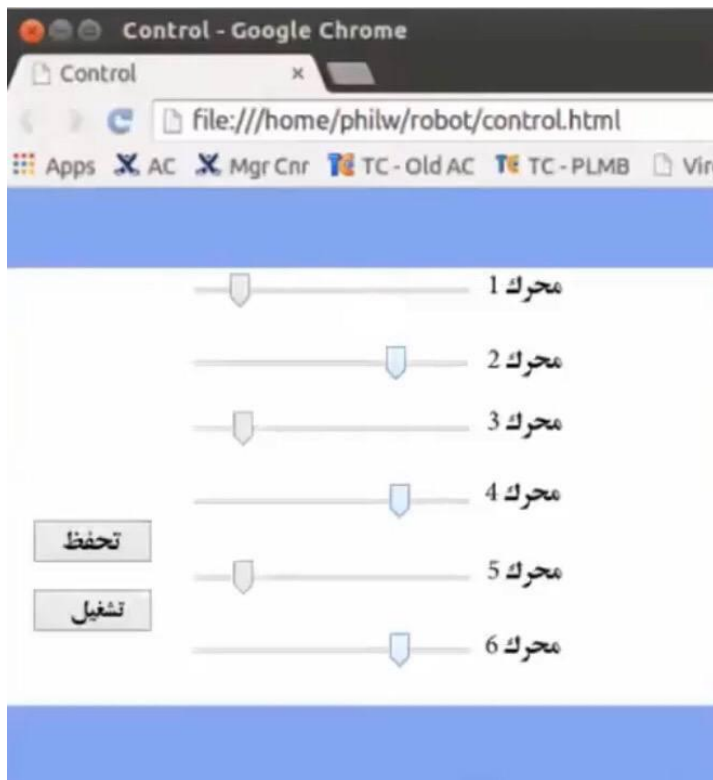 Control - Google Chrome
Control
file:///home/philw/robot/control.html
Apps AC Mgr Cnr TC - Old AC TC - PLMB
محرك 1
محرك 2
محرك 3
محرك 4
تحفظ
محرك 5
تشغيل
محرك 6